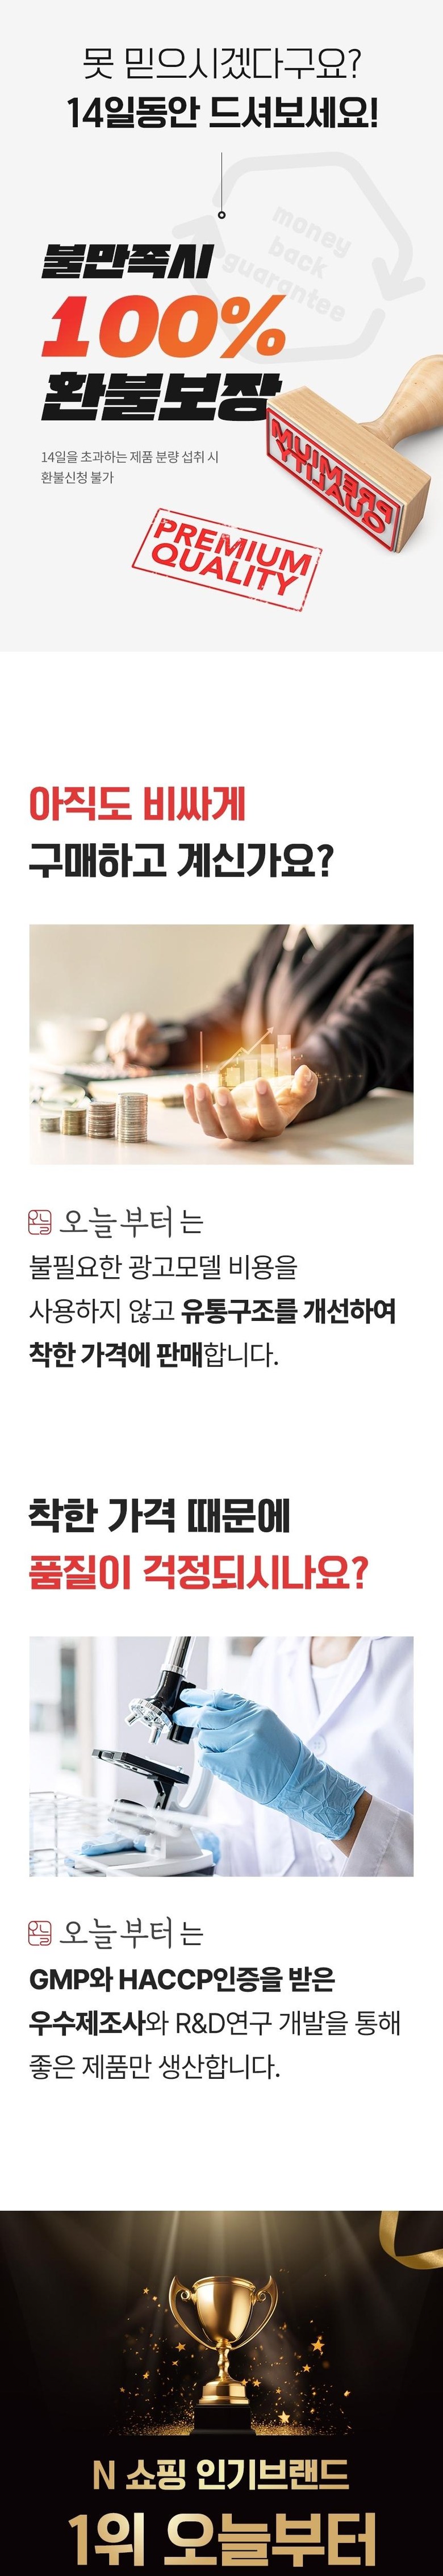 못 믿으시겠다구요?
14일동안 드셔보세요!
money
back
guarantee
불만족시
100%
환불보장
14일을 초과하는 제품 분량 섭취 시
환불신청 불가
PREMIUM
QUALITY
PREMIUM
QUALITY
아직도 비싸게
구매하고 계신가요?
오늘부터는
불필요한 광고모델 비용을
사용하지 않고 유통구조를 개선하여
착한 가격에 판매합니다.
착한 가격 때문에
품질이 걱정되시나요?
오늘부터는
GMP와 HACCP인증을 받은
우수제조사와 R&D연구 개발을 통해
좋은 제품만 생산합니다.
N 쇼핑 인기브랜드
1위 오늘부터